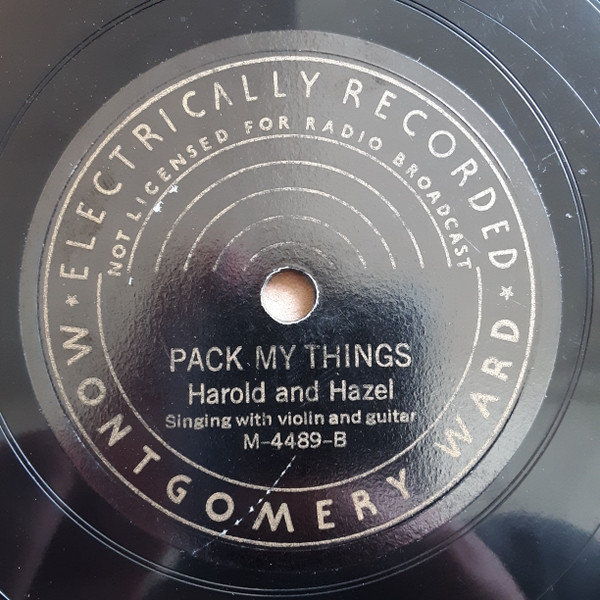 ★ ELECTRICALLY RECORDED ★
NOT LICENSED FOR RADIO BROADCAST
PACK MY THINGS
Harold and Hazel
Singing with violin and guitar
M-4489-B
MONTGOMERY WARD